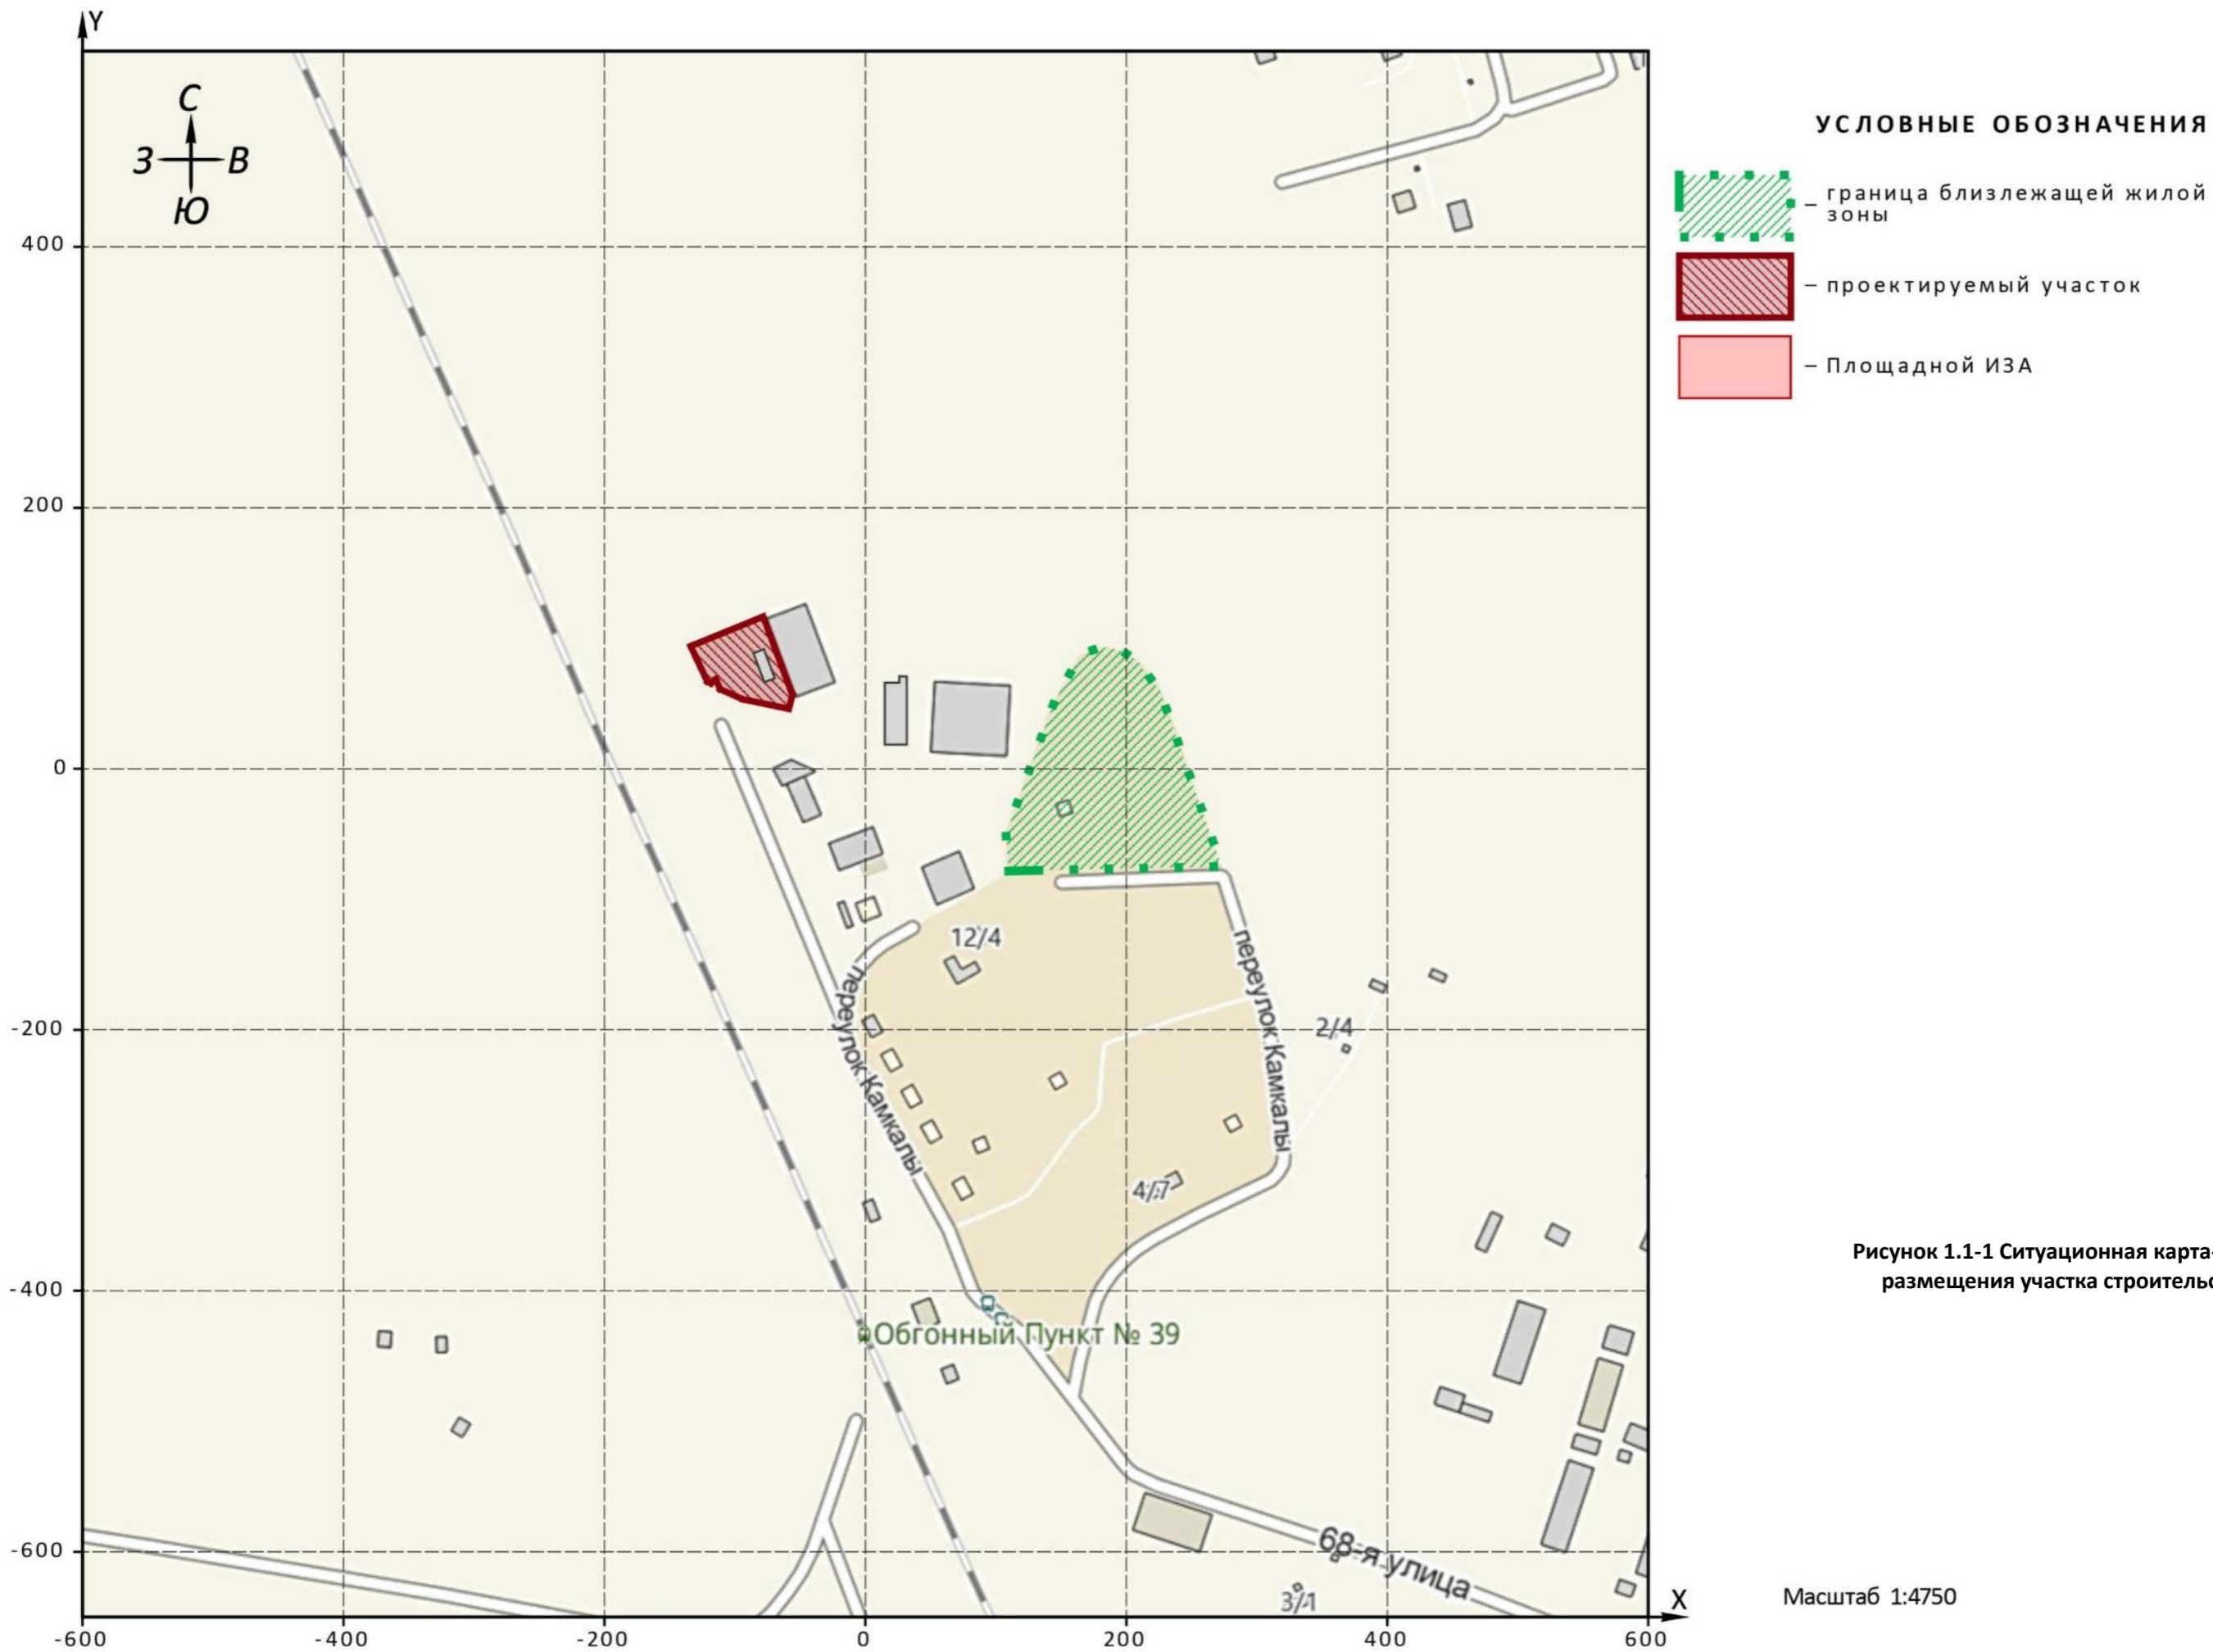 Y
С
З В
Ю
400
200
0
-200
-400
-600
-600
-400
-200
0
200
400
600
X
12/4
переулок Камкалы
переулок Камкалы
2/4
4/7
Обгонный Пункт № 39
68-я улица
3/1
УСЛОВНЫЕ ОБОЗНАЧЕНИЯ
– граница близлежащей жилой
зоны
– проектируемый участок
– Площадной ИЗА
Рисунок 1.1-1 Ситуационная карта-
размещения участка
Масштаб 1:4750